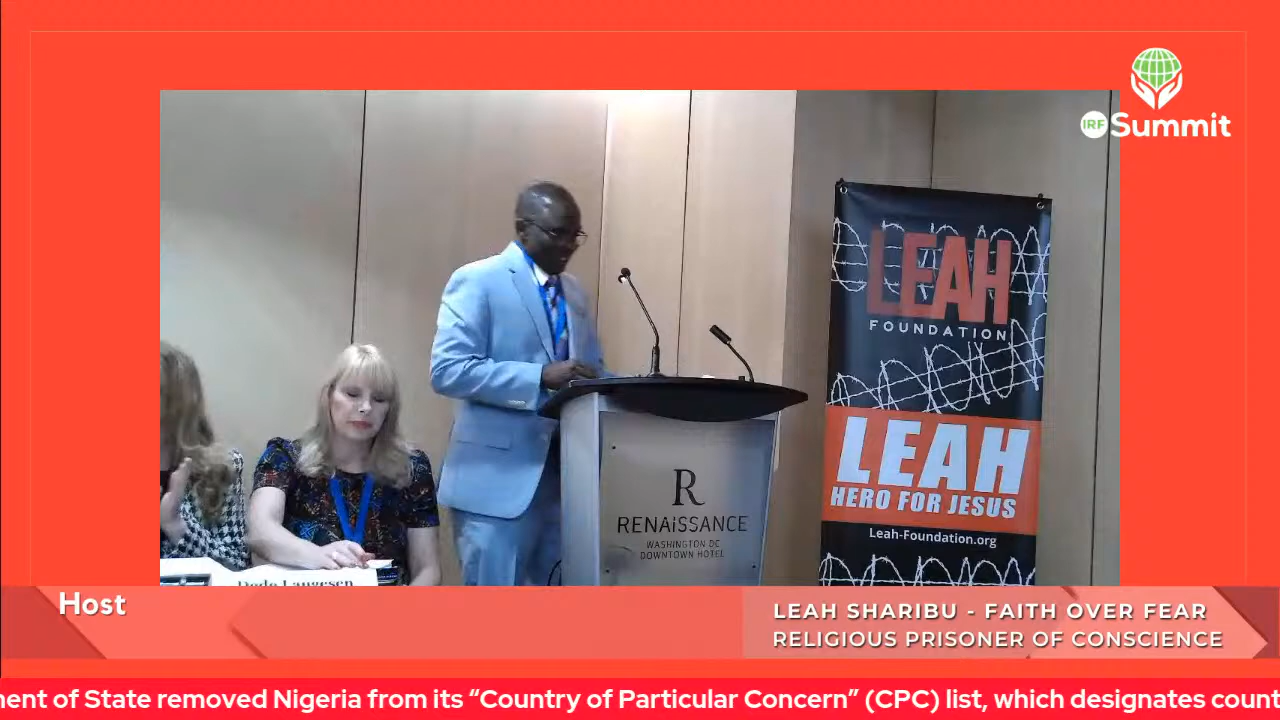 IRF Summit
LEAH
FOUNDATION
LEAH
HERO FOR JESUS
Leah-Foundation.org
R
RENAISSANCE
WASHINGTON DC
DOWNTOWN HOTEL
Dede Laugesen
Host
LEAH SHARIBU - FAITH OVER FEAR
RELIGIOUS PRISONER OF CONSCIENCE
ment of State removed Nigeria from its “Country of Particular Concern” (CPC) list, which designates count